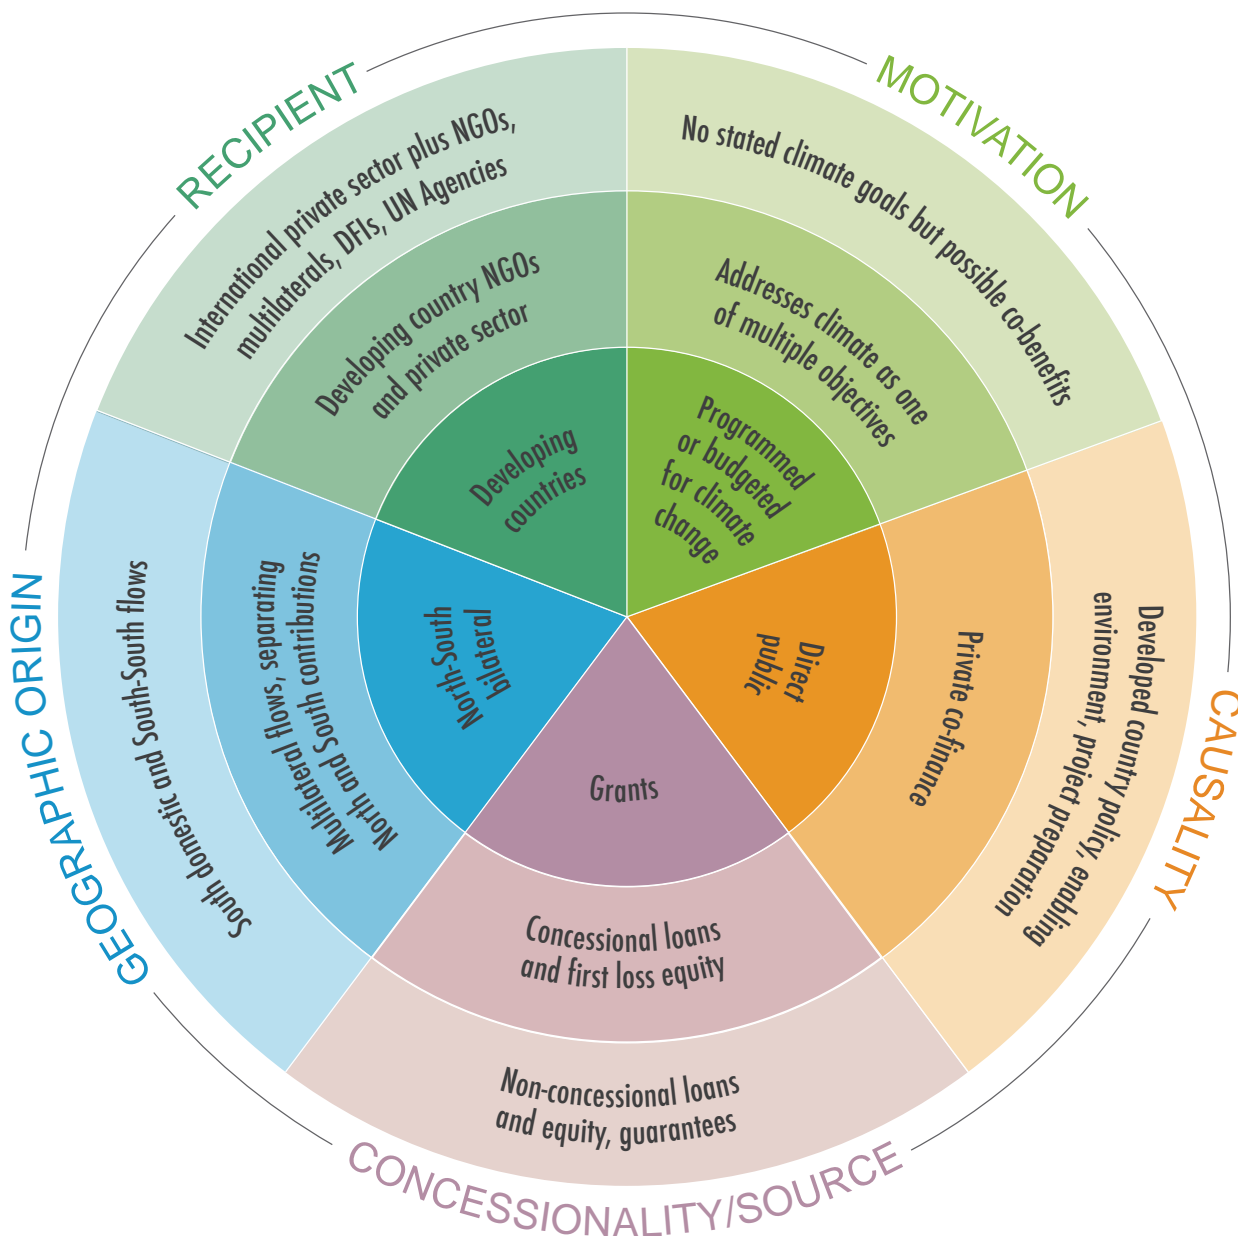 MOTIVATION
No stated climate goals but possible co-benefits
Addresses climate as one
of multiple objectives
Programmed
or budgeted
for climate
change
CAUSALITY
Developed country policy, enabling
environment, project preparation
Private co-finance
Direct
public
CONCESSIONALITY/SOURCE
Grants
Concessional loans
and first loss equity
Non-concessional loans
and equity, guarantees
GEOGRAPHIC ORIGIN
South domestic and South-South flows
Multilateral flows, separating
North and South contributions
North-South
bilateral
RECIPIENT
International private sector plus NGOs,
multilaterals, DFIs, UN Agencies
Developing country NGOs
and private sector
Developing
countries